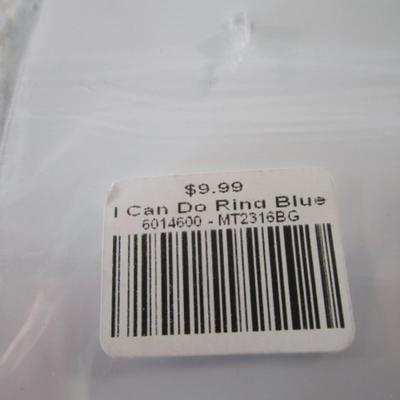 $9.99
I Can Do Ring Blue
6014600 - MT2316BG